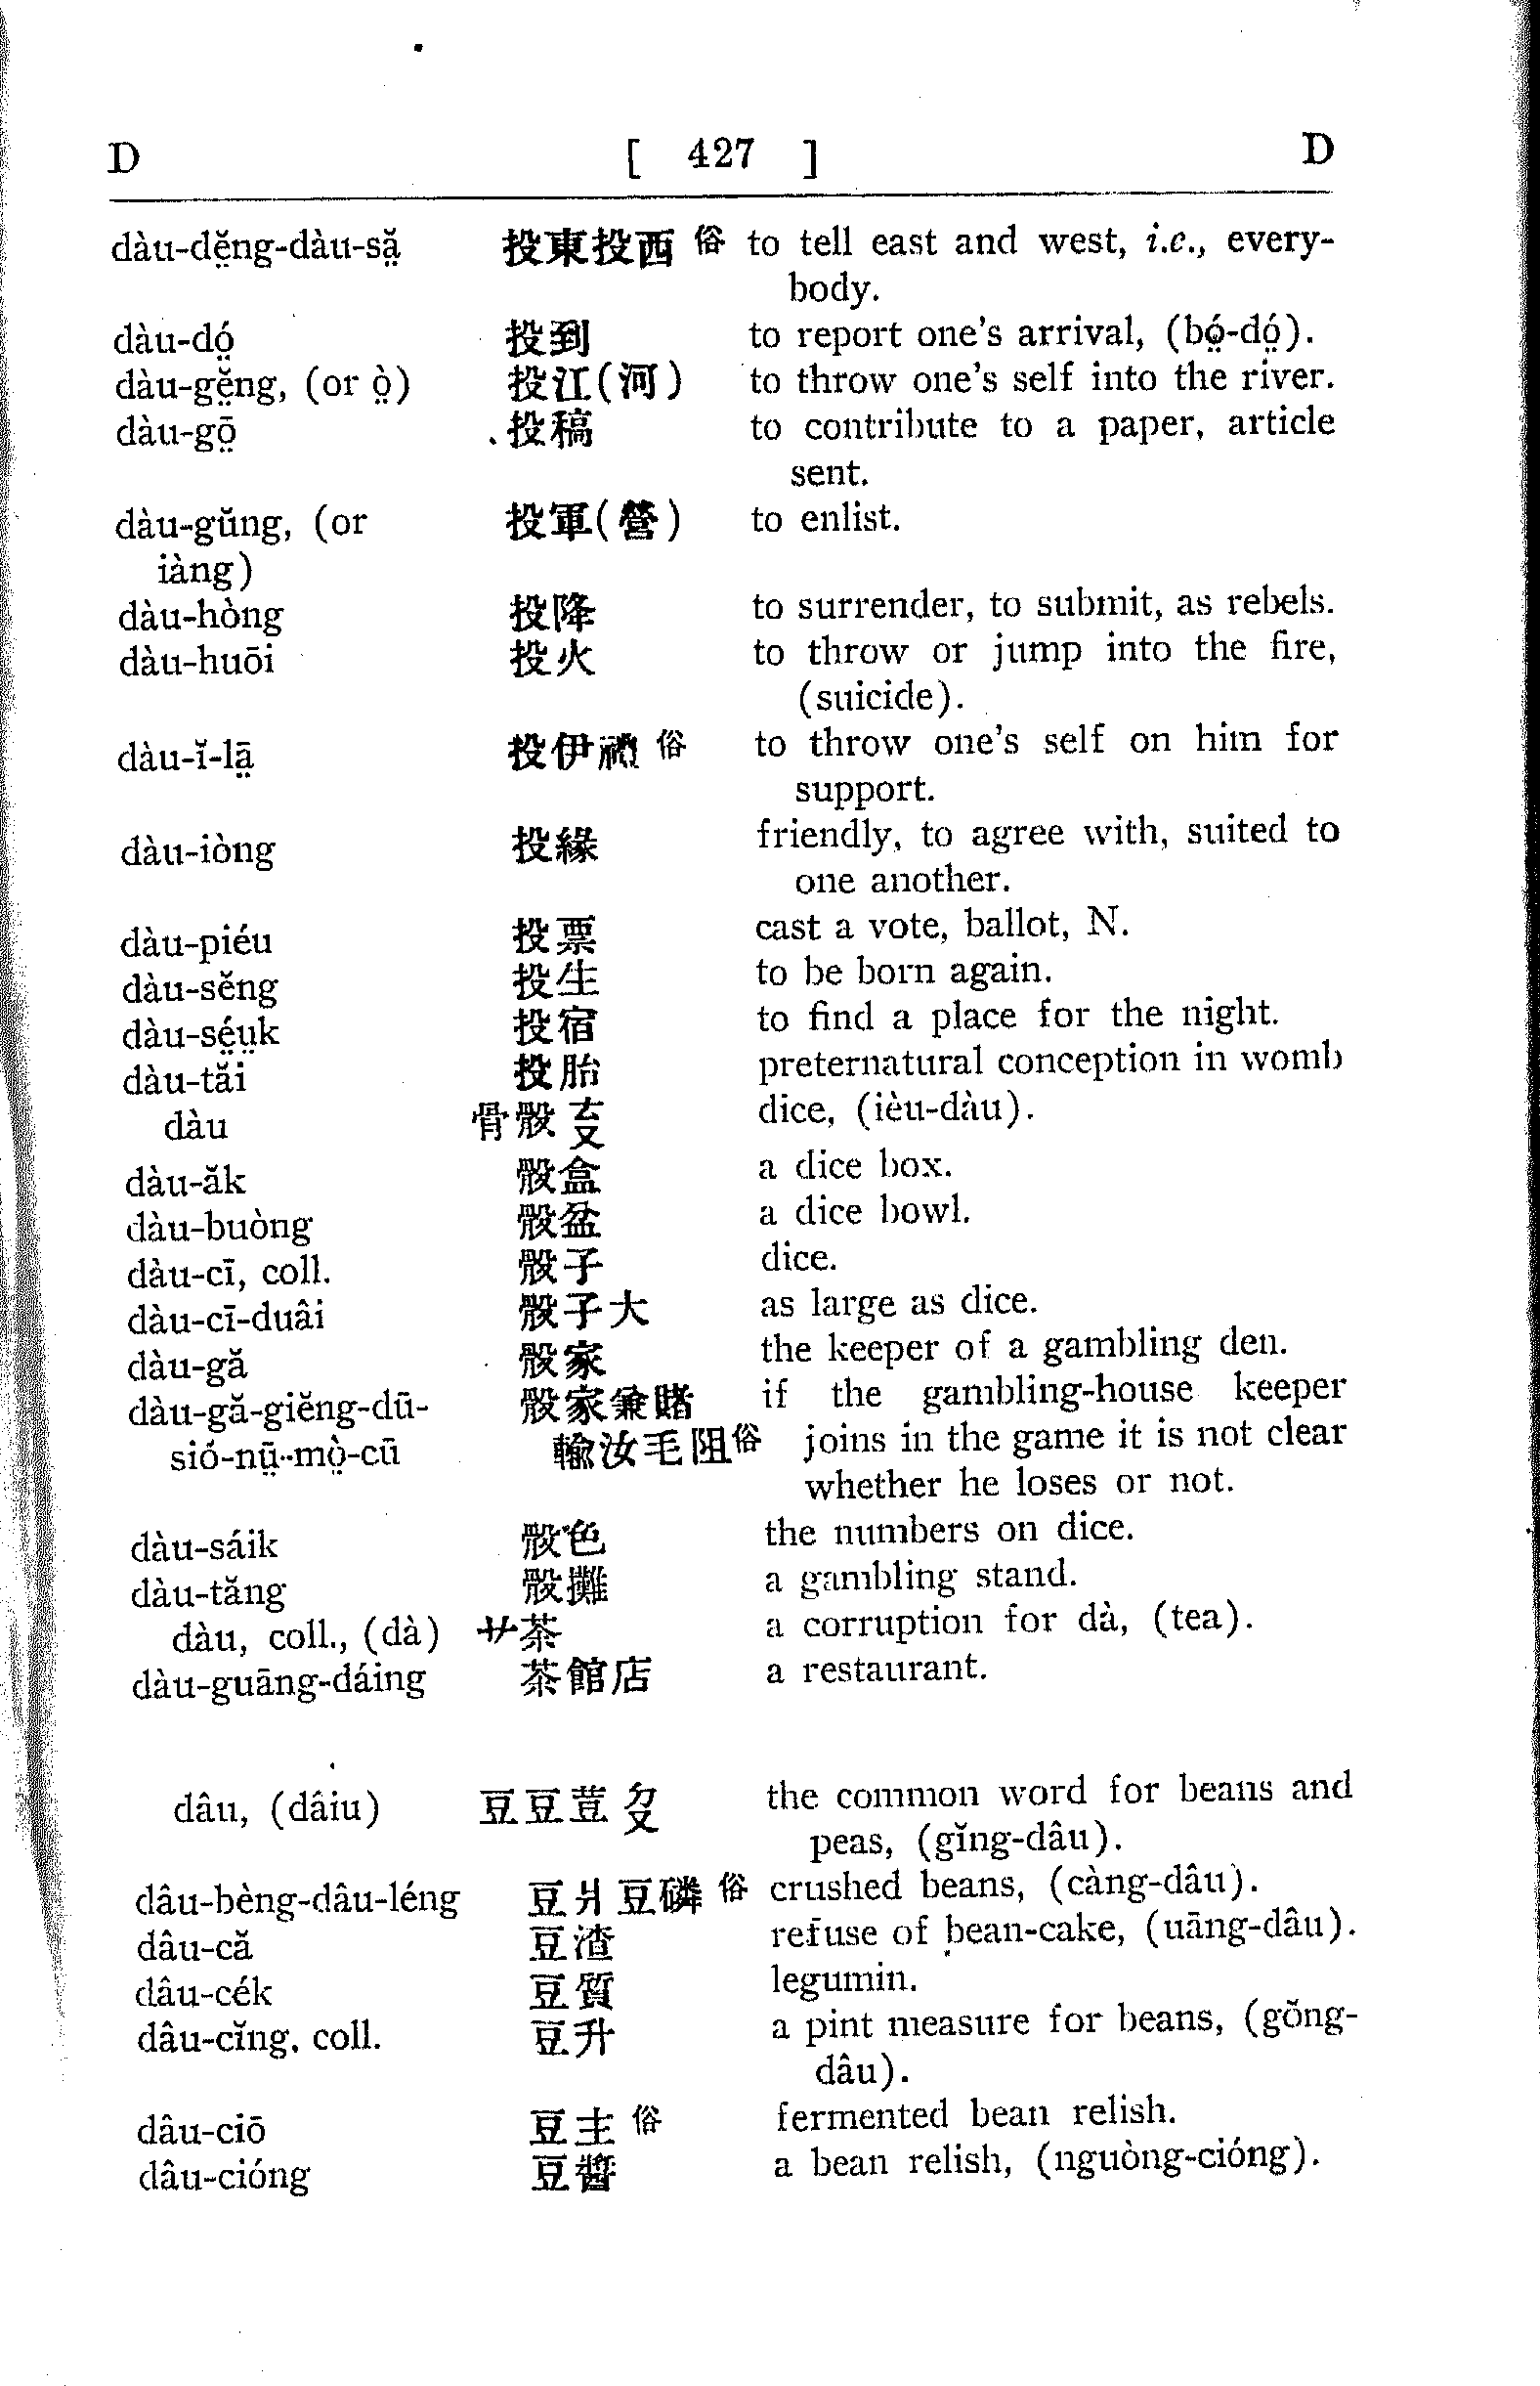 D [ 427 ] D
dàu-dĕ̤ng-dàu-să̤ 投東投西 俗 to tell east and west, i.e., every-
body.
dàu-dó̤ 投到 to report one's arrival, (bó̤-dó̤).
dàu-gĕ̤ng, (or ò̤) 投江(河) to throw one's self into the river.
dàu-gō̤ 投稿 to contribute to a paper, article
sent.
dàu-gŭng, (or 投軍(營) to enlist.
iàng)
dàu-hòng 投降 to surrender, to submit, as rebels.
dàu-huōi 投火 to throw or jump into the fire,
(suicide).
dàu-ĭ-lā̤ 投伊 俗 to throw one's self on him for
support.
dàu-iòng 投緣 friendly, to agree with, suited to
one another.
dàu-piéu 投票 cast a vote, ballot, N.
dàu-sĕng 投生 to be born again.
dàu-sé̤ṳk 投宿 to find a place for the night.
dàu-tăi 投胎 preternatural conception in womb
dàu 骨骰 ㄊㄡ dice, (ièu-dàu).
dàu-ăk 骰盒 a dice box.
dàu-buòng 骰盆 a dice bowl.
dàu-cī, coll. 骰子 dice.
dàu-cī-duâi 骰子大 as large as dice.
dàu-gă 骰家 the keeper of a gambling den.
dàu-gă-giĕng-dū- 骰家兼賭 if the gambling-house keeper
sió-nṳ̄-mò̤-cū 輸汝毛阻 俗 joins in the game it is not clear
whether he loses or not.
dàu-sáik 骰色 the numbers on dice.
dàu-tăng 骰攤 a gambling stand.
dàu, coll., (dà) 艹茶 a corruption for dà, (tea).
dàu-guāng-dáing 茶館店 a restaurant.
dâu, (dâiu) 豆豆荳 ㄉㄡ the common word for beans and
peas, (gĭng-dâu).
dâu-bèng-dâu-léng 豆爿豆磷 俗 crushed beans, (càng-dâu).
dâu-că 豆渣 refuse of bean-cake, (uāng-dâu).
dâu-cék 豆質 legumin.
dâu-cĭng, coll. 豆升 a pint measure for beans, (gŏng-
dâu).
dâu-ciō 豆主 俗 fermented bean relish.
dâu-cióng 豆醬 a bean relish, (nguòng-cióng).